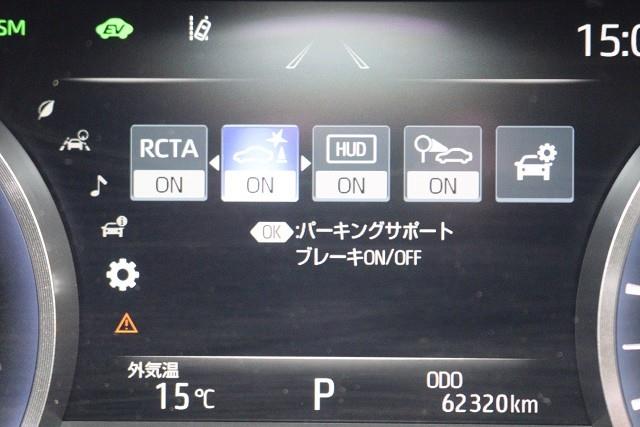 SM
EV
15:0
RCTA
HUD
ON
ON
ON
ON
OK:パーキングサポート
ブレーキON/OFF
外気温
15℃
P
ODO
62320km